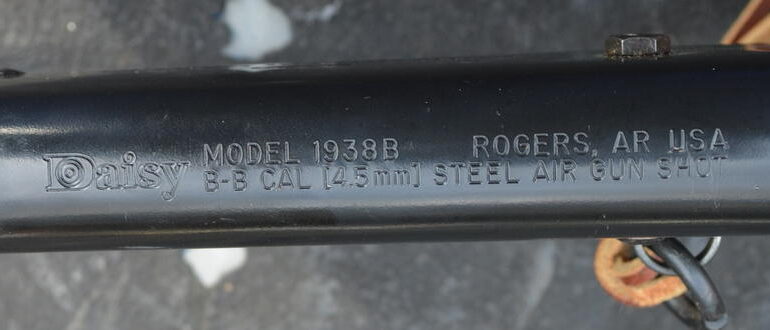 Daisy
MODEL 1938B ROGERS, AR USA
B-B CAL [4.5mm] STEEL AIR GUN SHOT